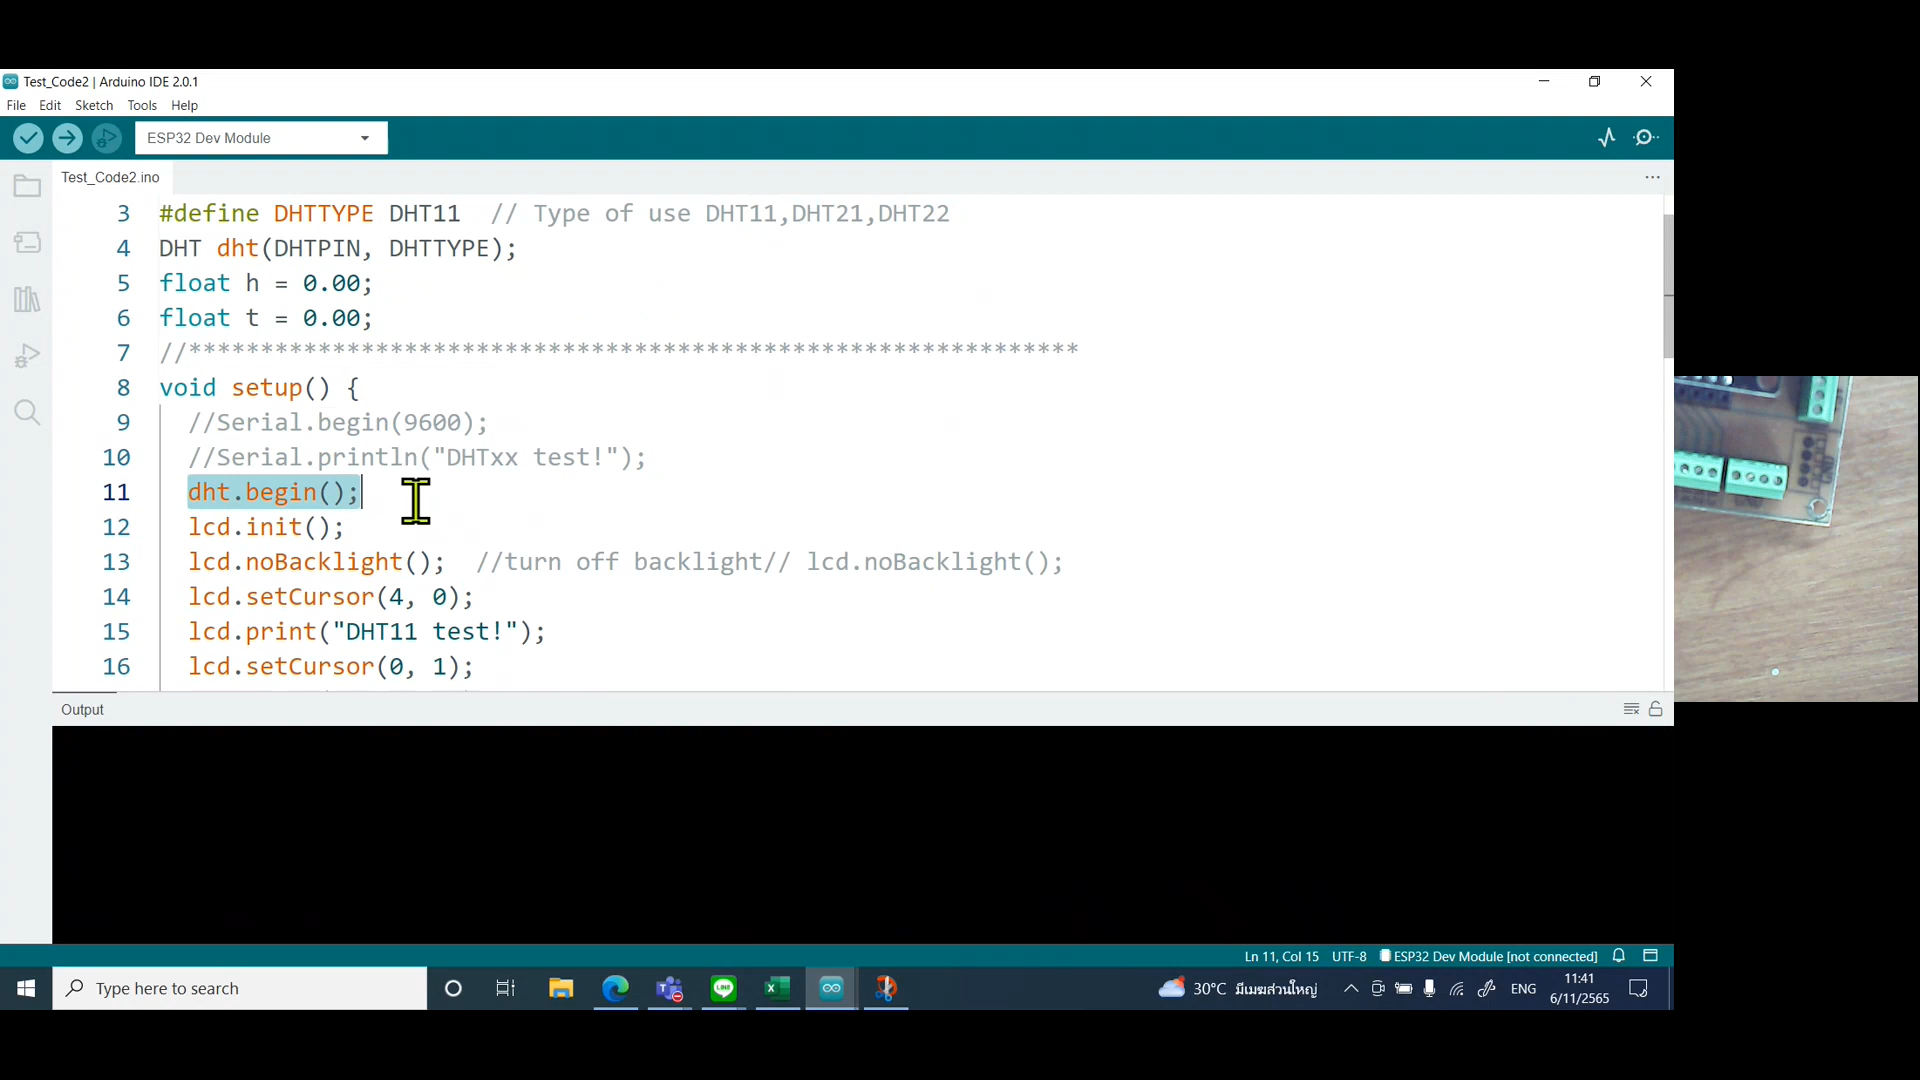 Test_Code2 | Arduino IDE 2.0.1
File Edit Sketch Tools Help
ESP32 Dev Module
Test_Code2.ino
3 #define DHTTYPE DHT11 // Type of use DHT11,DHT21,DHT22
4 DHT dht(DHTPIN, DHTTYPE);
5 float h = 0.00;
6 float t = 0.00;
7 //**************************************************************
8 void setup() {
9 //Serial.begin(9600);
10 //Serial.println("DHTxx test!");
11 dht.begin();
12 lcd.init();
13 lcd.noBacklight(); //turn off backlight// lcd.noBacklight();
14 lcd.setCursor(4, 0);
15 lcd.print("DHT11 test!");
16 lcd.setCursor(0, 1);
GND
Output
Ln 11, Col 15 UTF-8 ESP32 Dev Module [not connected]
Type here to search
LINE
30°C มีเมฆส่วนใหญ่
ENG
11:41
6/11/2565